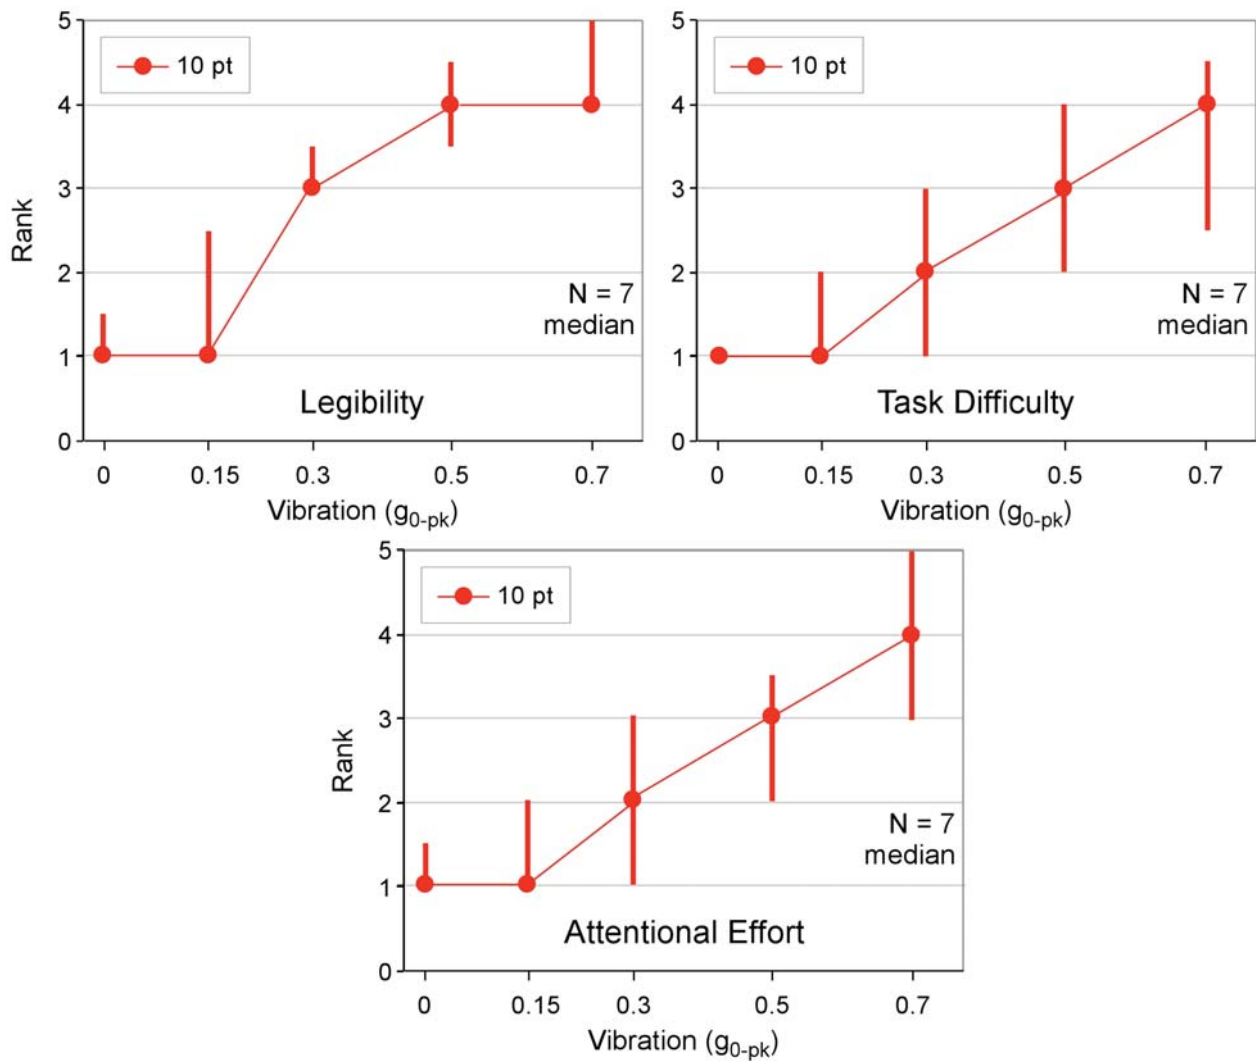 5
4
3
2
1
0
Rank
10 pt
N = 7
median
Legibility
0 0.15 0.3 0.5 0.7
Vibration (g0-pk)
5
4
3
2
1
0
10 pt
N = 7
median
Task Difficulty
0 0.15 0.3 0.5 0.7
Vibration (g0-pk)
5
4
3
2
1
0
Rank
10 pt
N = 7
median
Attentional Effort
0 0.15 0.3 0.5 0.7
Vibration (g0-pk)